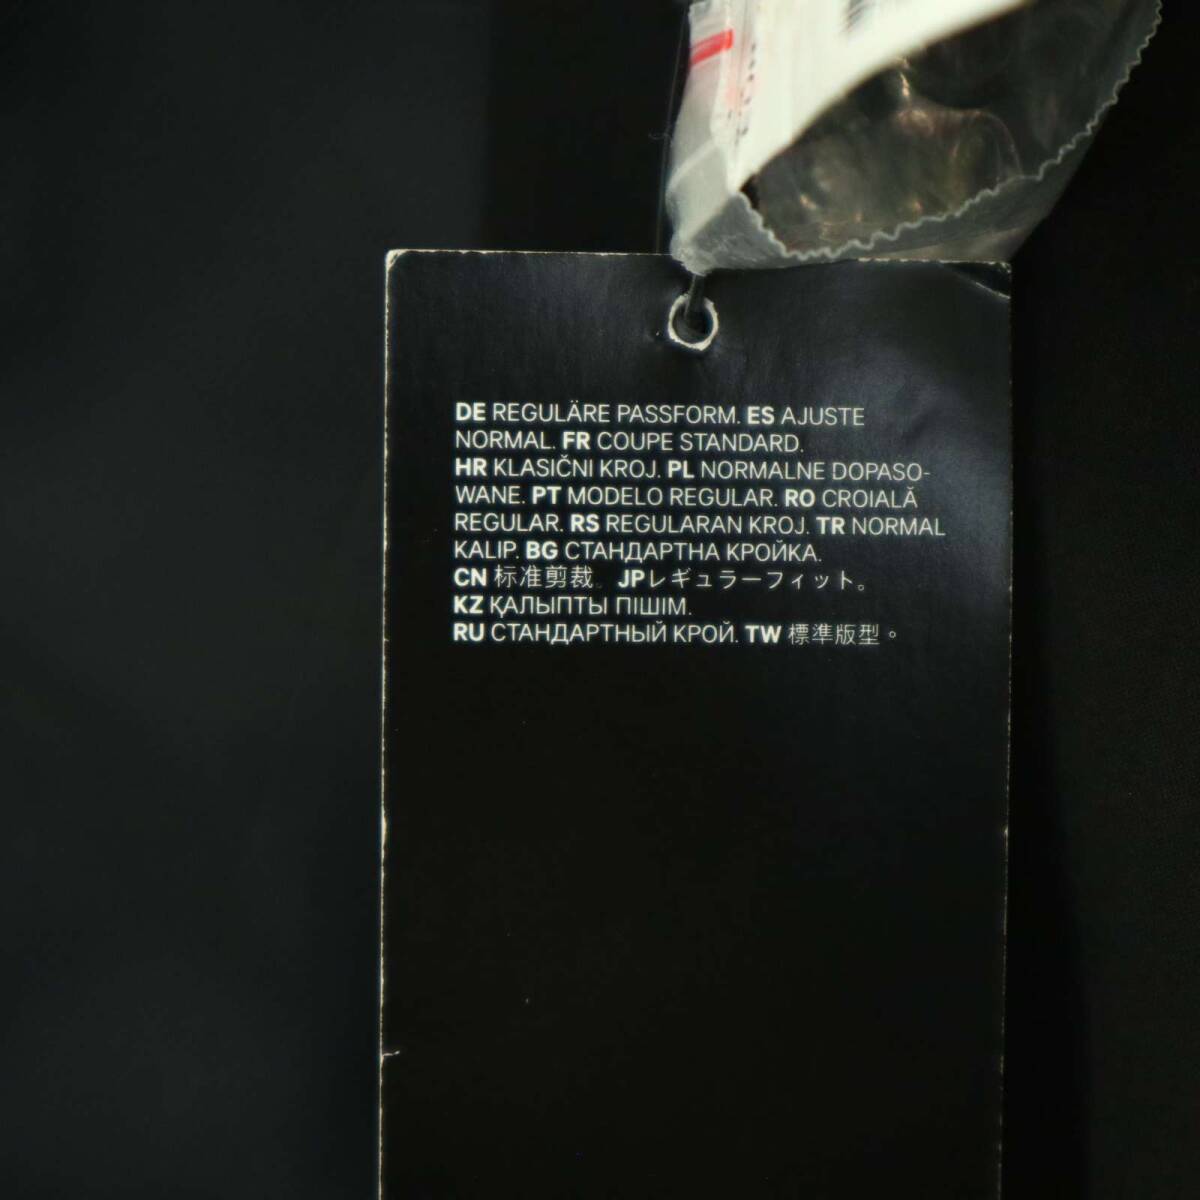 DE REGULÄRE PASSFORM. ES AJUSTE
NORMAL. FR COUPE STANDARD.
HR KLASIČNI KROJ. PL NORMALNE DOPASO-
WANE. PT MODELO REGULAR. RO CROIALĂ
REGULAR. RS REGULARAN KROJ. TR NORMAL
KALIP. BG СТАНДАРТНА КРОЙКА.
CN 标准剪裁。 JPレギュラーフィット。
KZ ҚАЛЫПТЫ ПІШІМ.
RU СТАНДАРТНЫЙ КРОЙ. TW 標準版型。